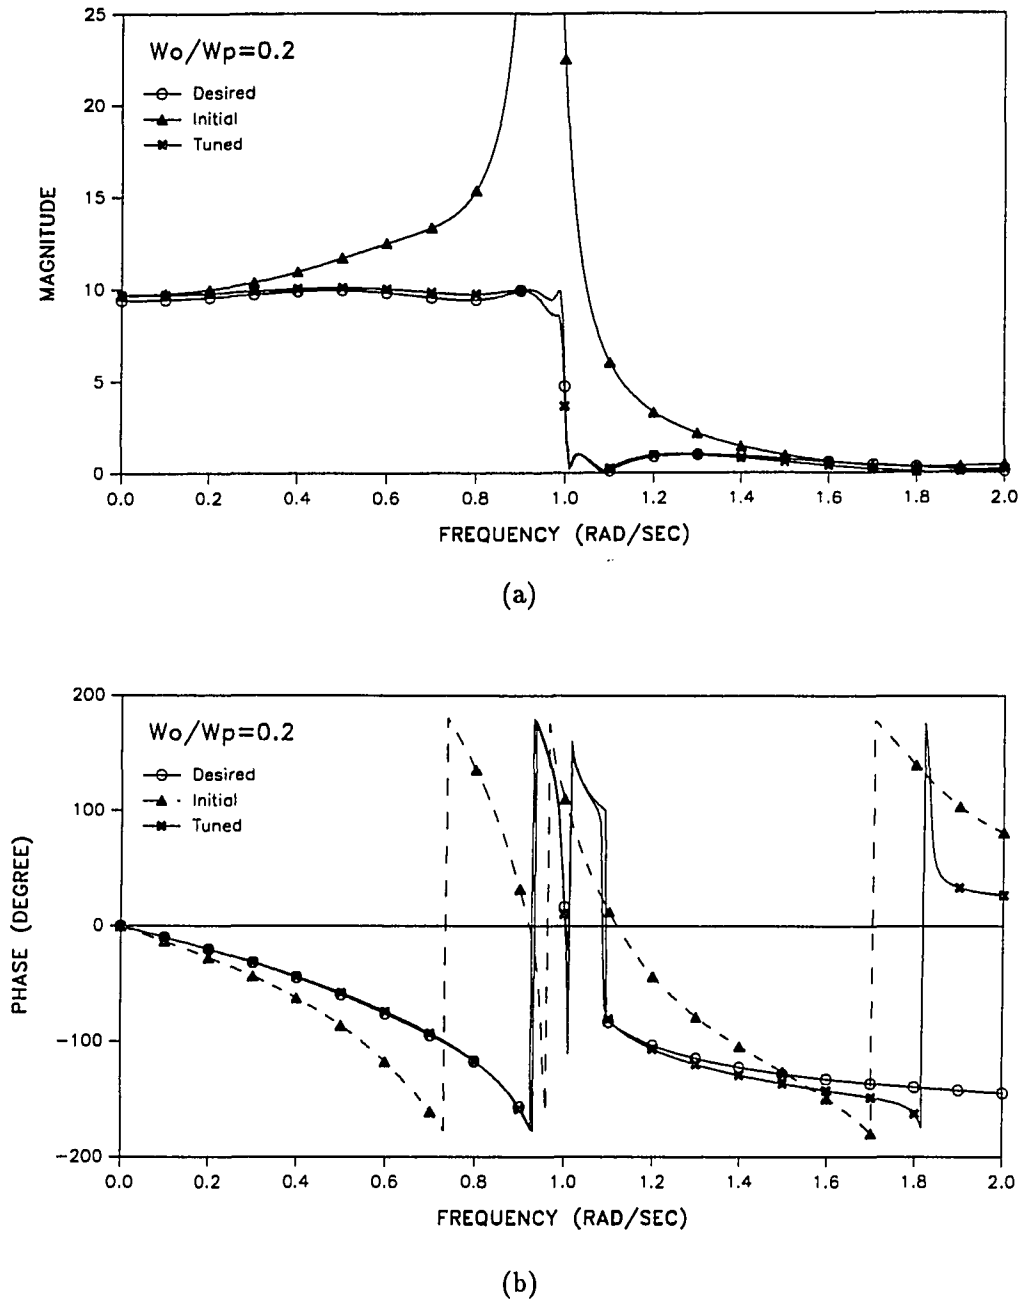 25
20
15
10
5
0
MAGNITUDE
Wo/Wp=0.2
Desired
Initial
Tuned
0.0 0.2 0.4 0.6 0.8 1.0 1.2 1.4 1.6 1.8 2.0
FREQUENCY (RAD/SEC)
(a)
200
100
0
-100
-200
PHASE (DEGREE)
Wo/Wp=0.2
Desired
Initial
Tuned
0.0 0.2 0.4 0.6 0.8 1.0 1.2 1.4 1.6 1.8 2.0
FREQUENCY (RAD/SEC)
(b)